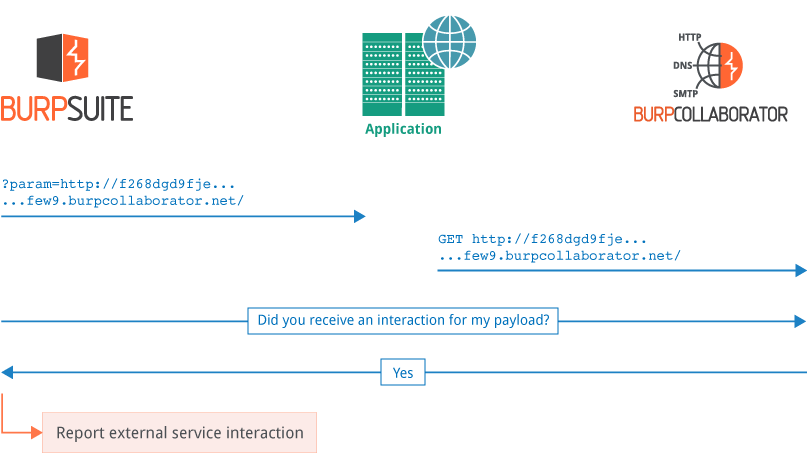 HTTP
DNS
SMTP
BURPSUITE
BURPCOLLABORATOR
Application
?param=http://f268dgd9fje...
...few9.burpcollaborator.net/
GET http://f268dgd9fje...
...few9.burpcollaborator.net/
Did you receive an interaction for my payload?
Yes
Report external service interaction